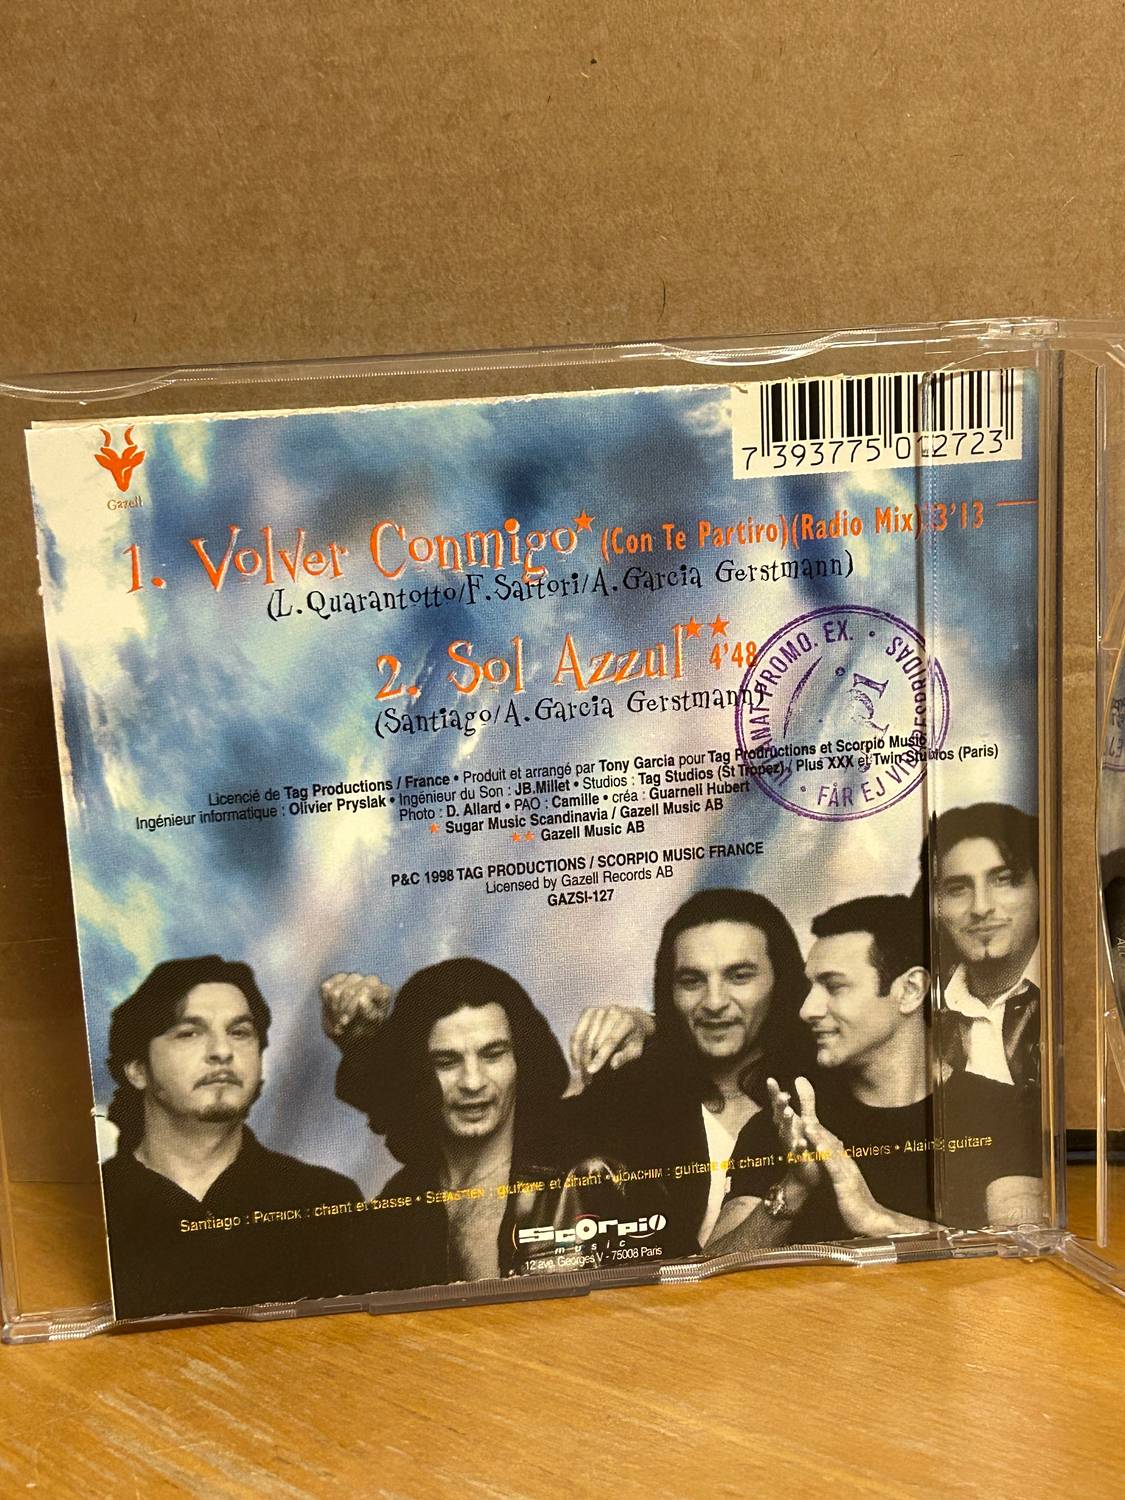 Gazell
7 393775 012723
1. Volver Conmigo* (Con Te Partiro)(Radio Mix) 3'13
(L.Quarantotto/F.Sartori/A.Garcia Gerstmann)
2. Sol Azzul** 4'48
(Santiago/A.Garcia Gerstmann)
PROMO. EX. • FÅR EJ VIDARESPRIDAS •
Licencié de Tag Productions / France • Produit et arrangé par Tony Garcia pour Tag Productions et Scorpio Music
Ingénieur informatique : Olivier Pryslak • Ingénieur du Son : JB.Millet • Studios : Tag Studios (St Tropez) / Plus XXX et Twin Studios (Paris)
Photo : D. Allard • PAO : Camille • créa : Guarnell Hubert
* Sugar Music Scandinavia / Gazell Music AB
** Gazell Music AB
P&C 1998 TAG PRODUCTIONS / SCORPIO MUSIC FRANCE
Licensed by Gazell Records AB
GAZSI-127
Santiago : PATRICK : chant et basse • SEBASTIEN : guitare et chant • JOACHIM : guitare et chant • claviers • Alain : guitare
scorpio
music
12 ave. Georges V - 75008 Paris